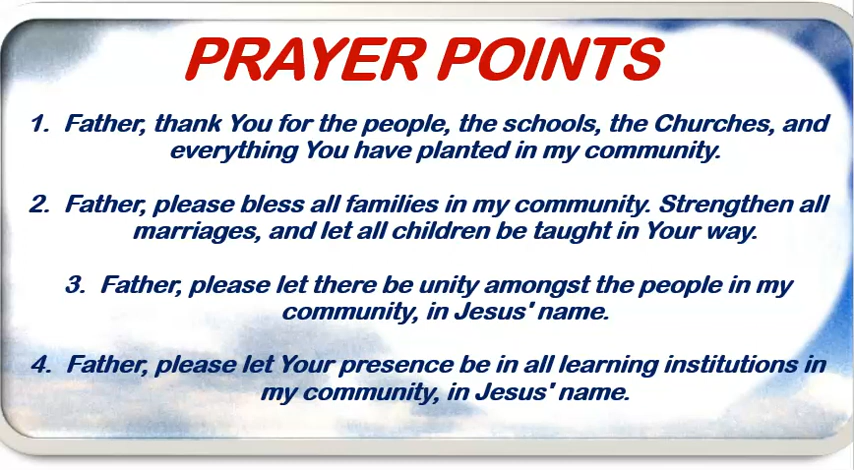 PRAYER POINTS
1. Father, thank You for the people, the schools, the Churches, and
everything You have planted in my community.
2. Father, please bless all families in my community. Strengthen all
marriages, and let all children be taught in Your way.
3. Father, please let there be unity amongst the people in my
community, in Jesus' name.
4. Father, please let Your presence be in all learning institutions in
my community, in Jesus' name.